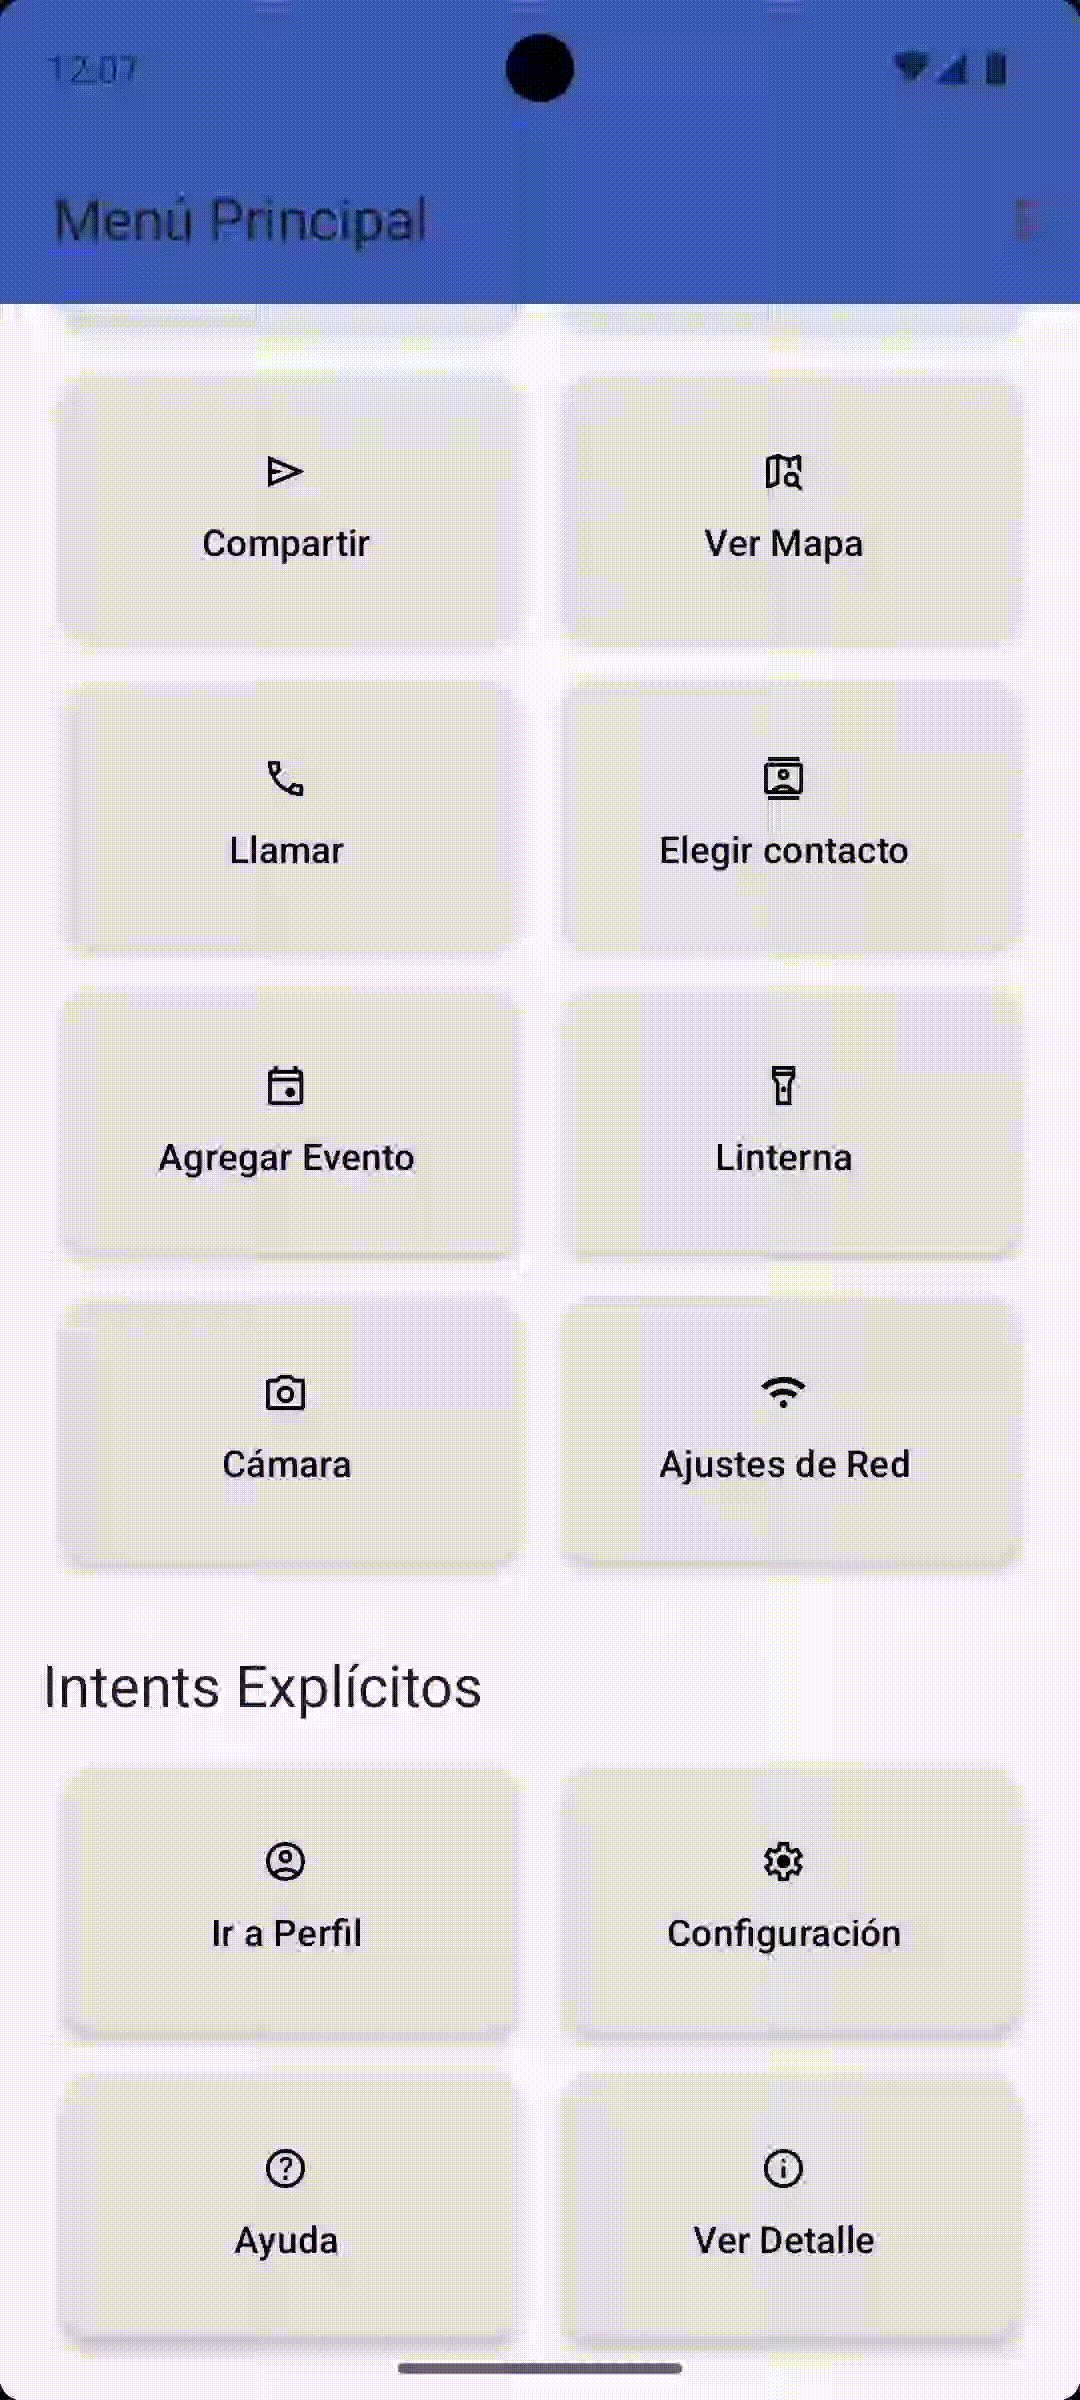 12:07
Menú Principal
Compartir
Ver Mapa
Llamar
Elegir contacto
Agregar Evento
Linterna
Cámara
Ajustes de Red
Intents Explícitos
Ir a Perfil
Configuración
Ayuda
Ver Detalle